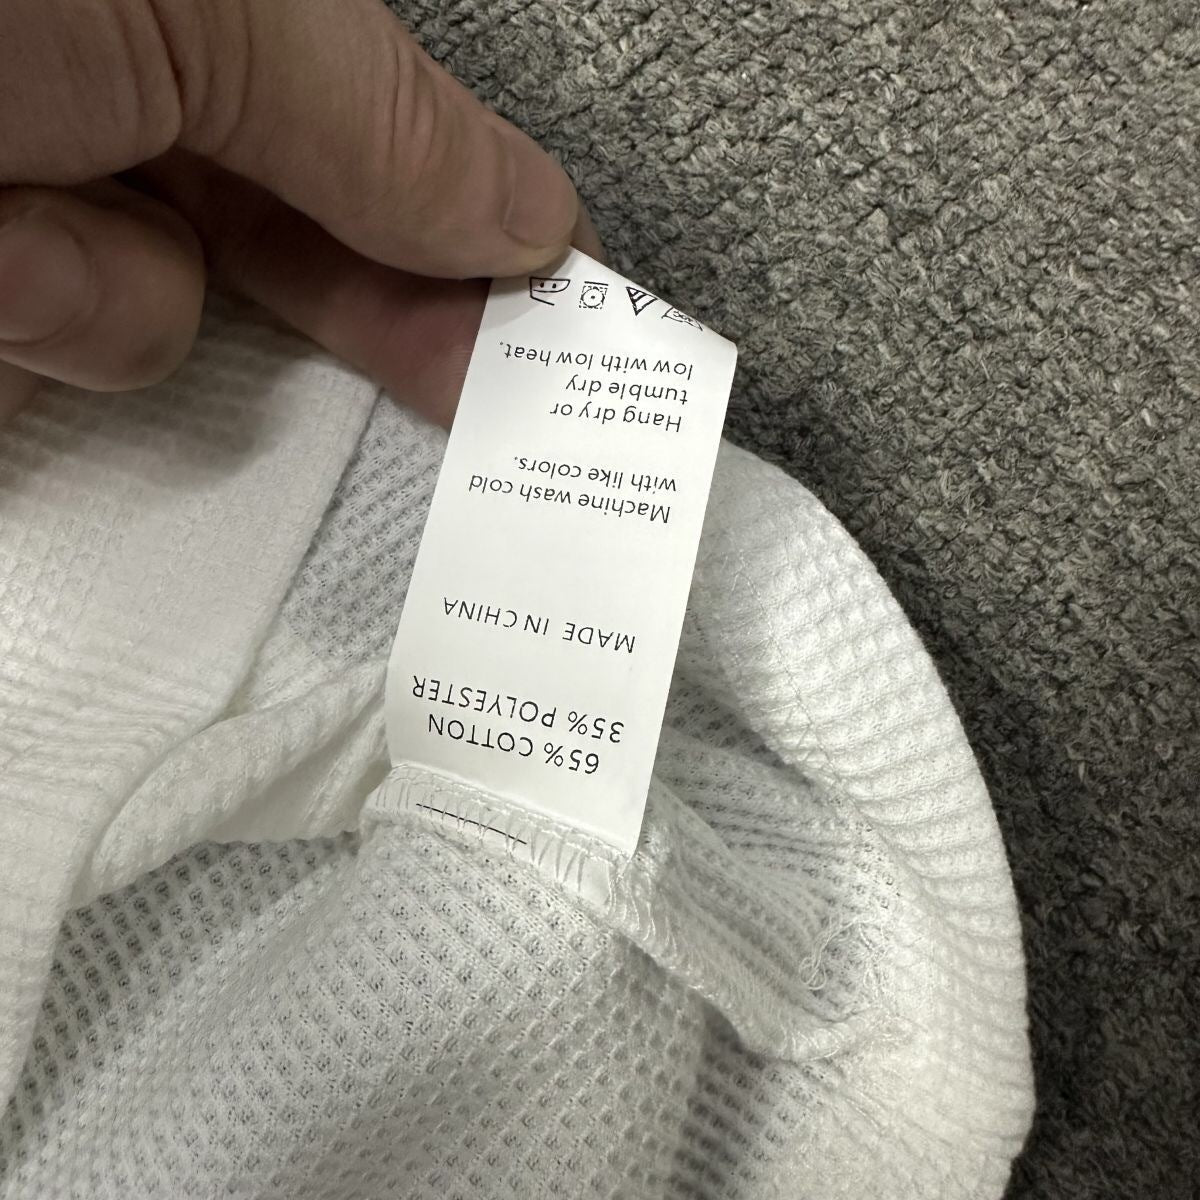 65% COTTON
35% POLYESTER
MADE IN CHINA
Machine wash cold
with like colors.
Hang dry or
tumble dry
low with low heat.